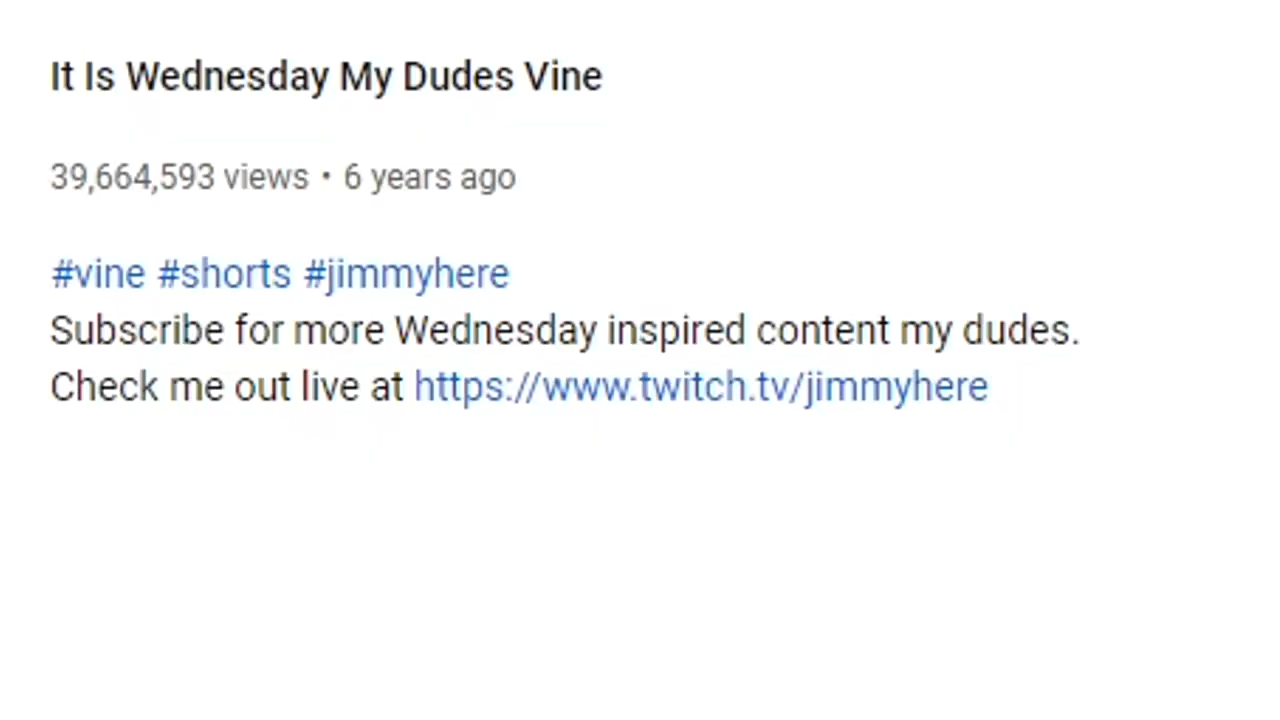 It Is Wednesday My Dudes Vine
39,664,593 views • 6 years ago
#vine #shorts #jimmyhere
Subscribe for more Wednesday inspired content my dudes.
Check me out live at https://www.twitch.tv/jimmyhere